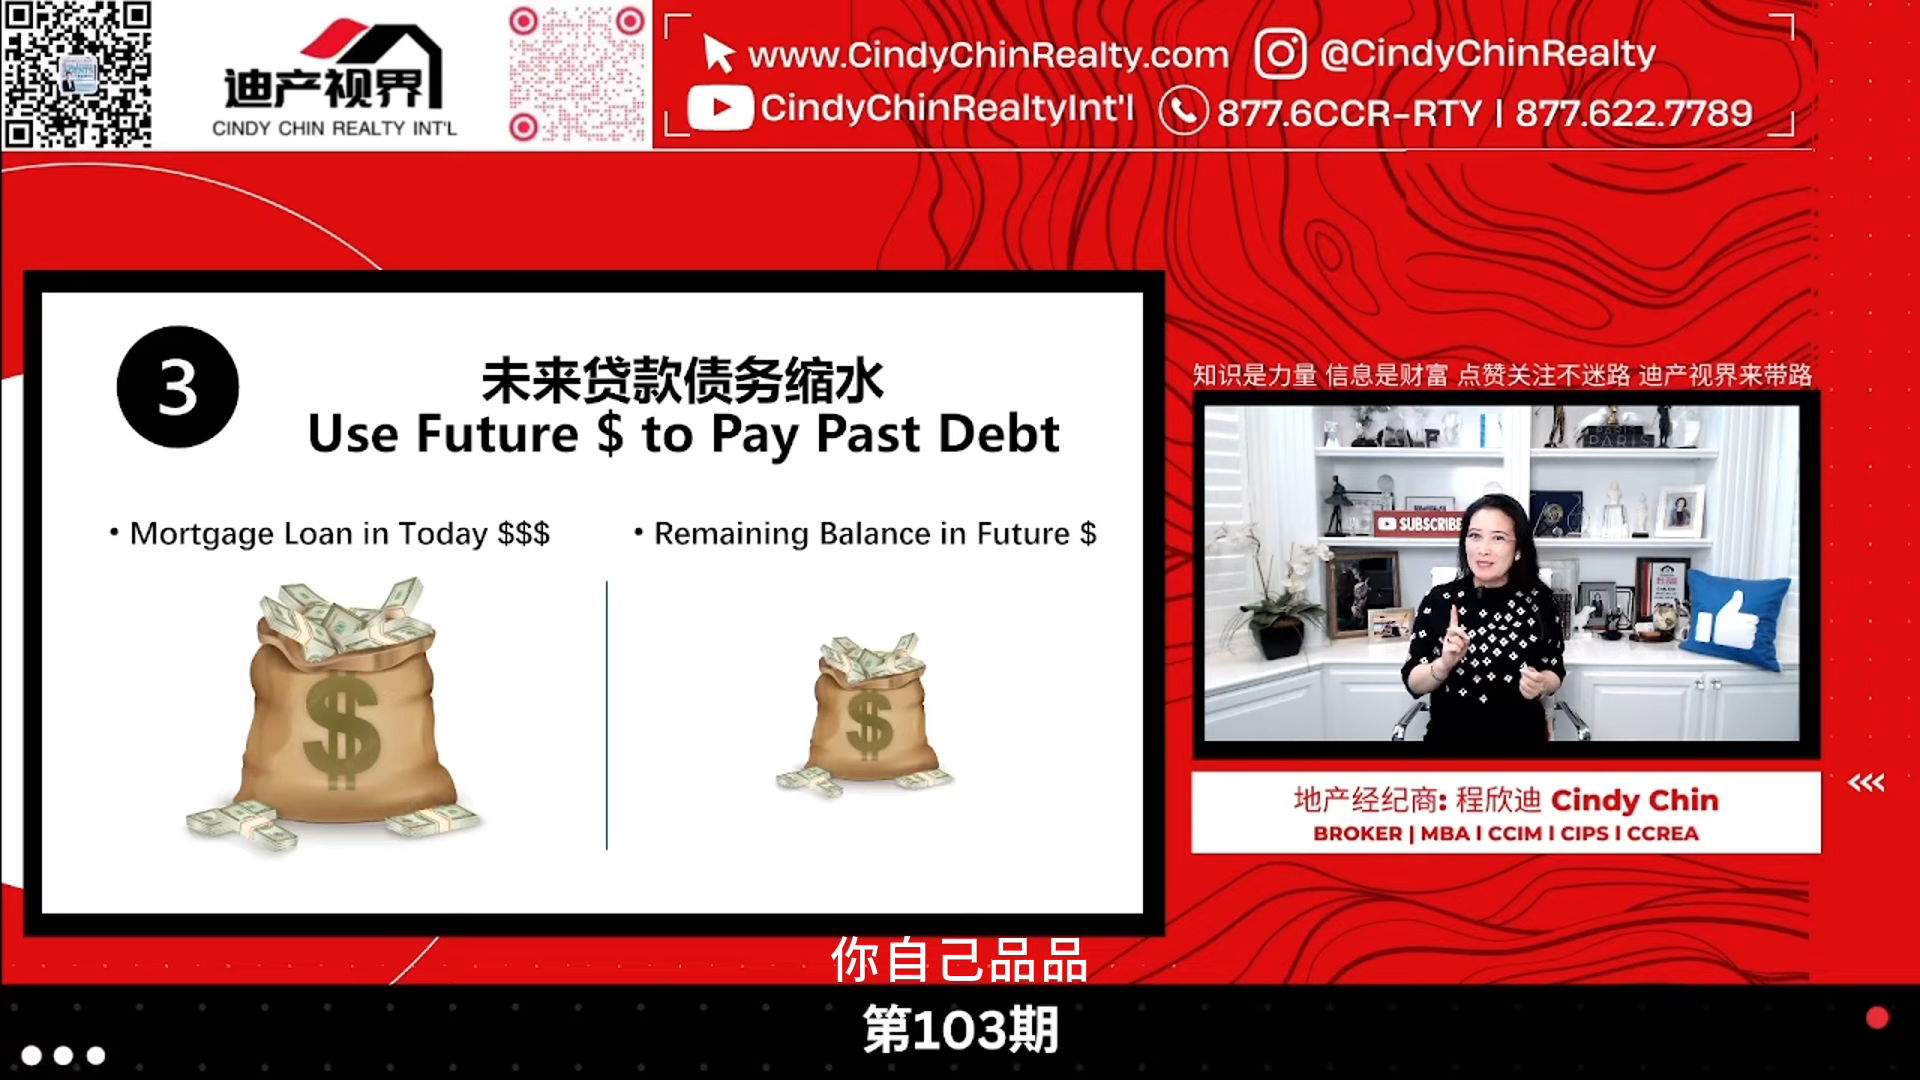 迪产视界
CINDY CHIN REALTY INT'L
www.CindyChinRealty.com
@CindyChinRealty
CindyChinRealtyInt'l
877.6CCR-RTY | 877.622.7789
3
未来贷款债务缩水
Use Future $ to Pay Past Debt
• Mortgage Loan in Today $$$
• Remaining Balance in Future $
$
$
知识是力量 信息是财富 点赞关注不迷路 迪产视界来带路
PARIS
SUBSCRIBE
地产经纪商: 程欣迪 Cindy Chin
BROKER | MBA I CCIM I CIPS I CCREA
你自己品品
第103期